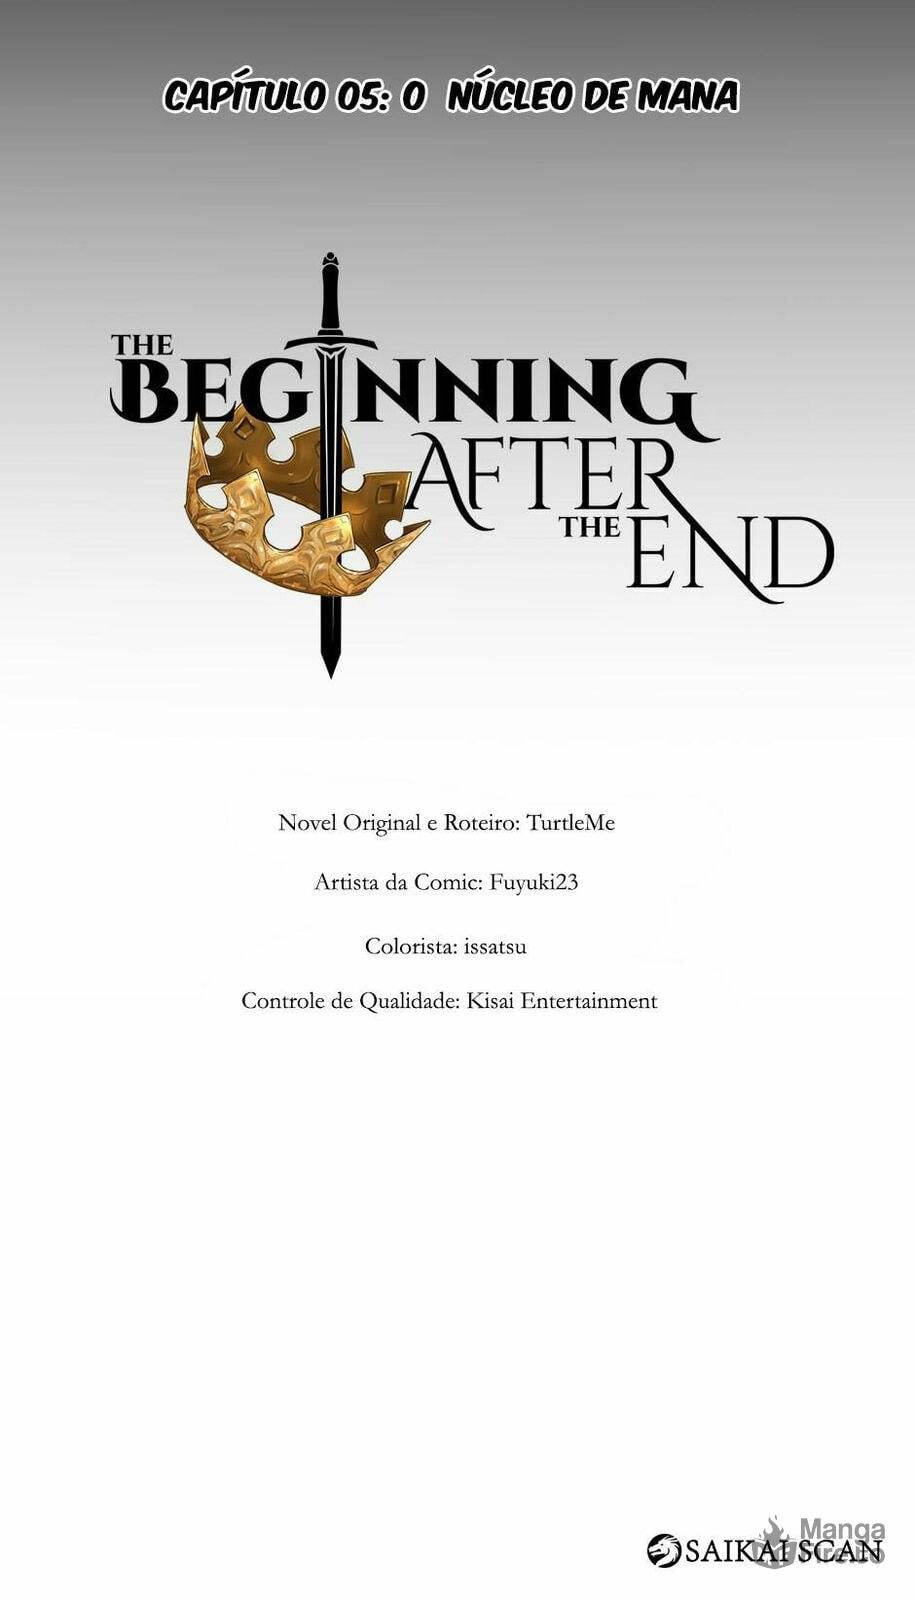 CAPÍTULO 05: O NÚCLEO DE MANA
THE
BEGINNING
AFTER
THE END
Novel Original e Roteiro: TurtleMe
Artista da Comic: Fuyuki23
Colorista: issatsu
Controle de Qualidade: Kisai Entertainment
Manga
SAIKAI SCAN